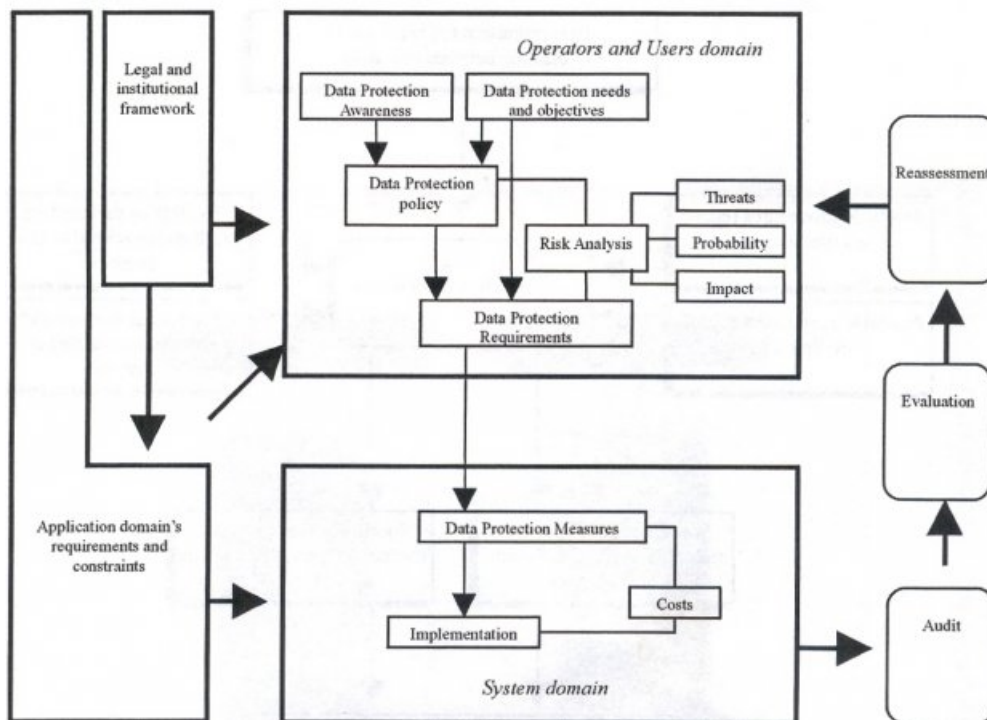 Legal and
institutional
framework
Operators and Users domain
Data Protection
Awareness
Data Protection needs
and objectives
Data Protection
policy
Risk Analysis
Threats
Probability
Impact
Data Protection
Requirements
Reassessment
Evaluation
Audit
Application domain's
requirements and
constraints
Data Protection Measures
Costs
Implementation
System domain